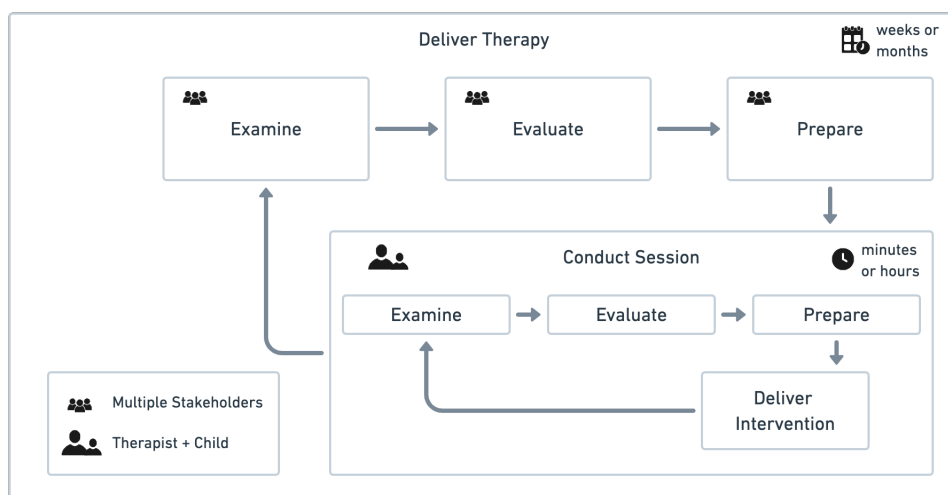 Deliver Therapy
weeks or
months
Examine
Evaluate
Prepare
Conduct Session
minutes
or hours
Examine
Evaluate
Prepare
Deliver
Intervention
Multiple Stakeholders
Therapist + Child